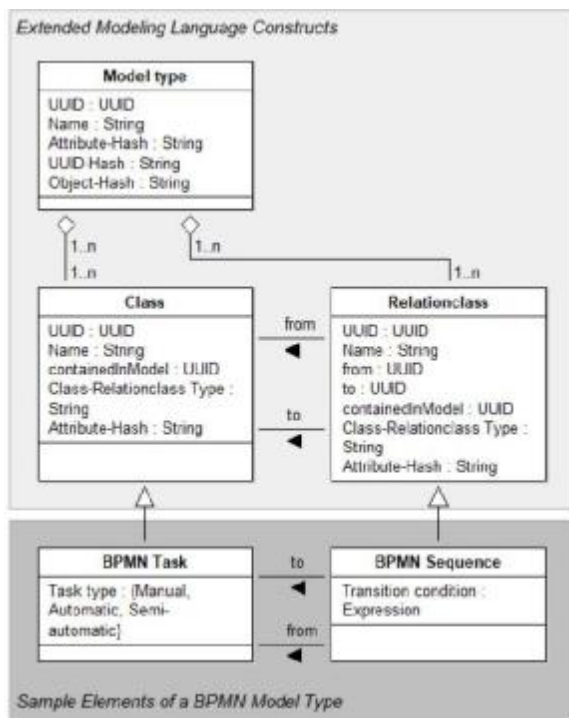 Extended Modeling Language Constructs
Model type
UUID : UUID
Name : String
Attribute-Hash : String
UUID Hash : String
Object-Hash : String
1..n
1..n
1..n
1..n
Class
UUID : UUID
Name : String
containedInModel : UUID
Class-Relationclass Type :
String
Attribute-Hash : String
from
to
Relationclass
UUID : UUID
Name : String
from : UUID
to : UUID
containedInModel : UUID
Class-Relationclass Type :
String
Attribute-Hash : String
BPMN Task
Task type : {Manual,
Automatic, Semi-
automatic}
to
from
BPMN Sequence
Transition condition :
Expression
Sample Elements of a BPMN Model Type